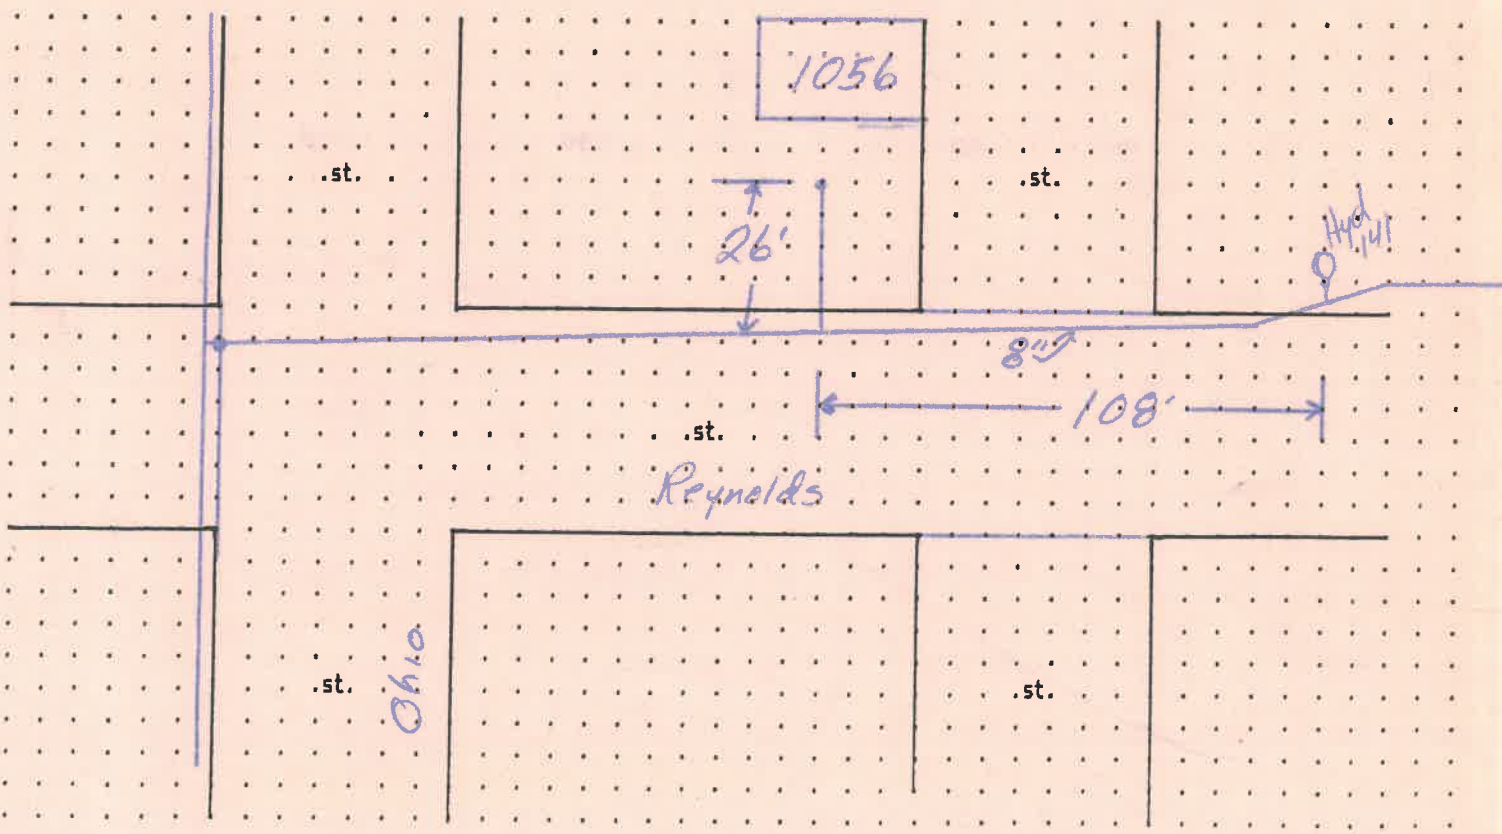 1056
.st.
.st.
Hyd
141
26'
8"
108'
.st.
Reynolds
Ohio
.st.
.st.